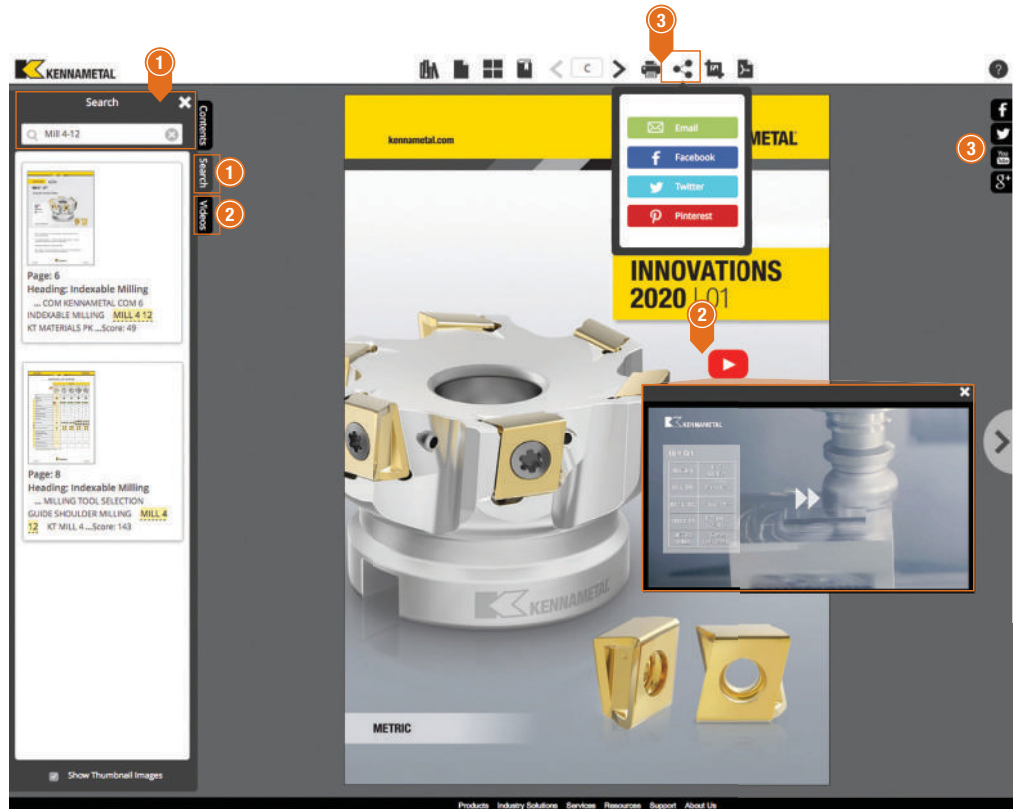 3
KENNAMETAL
1
C
?
Search
Mill 4-12
Contents
Search
1
Videos
2
Page: 6
Heading: Indexable Milling
... COM KENNAMETAL COM 6
INDEXABLE MILLING MILL 4 12
KT MATERIALS PK ...Score: 49
Page: 8
Heading: Indexable Milling
... MILLING TOOL SELECTION
GUIDE SHOULDER MILLING MILL 4
12 KT MILL 4 ...Score: 143
Show Thumbnail Images
kennametal.com
METAL
Email
Facebook
Twitter
Pinterest
3
You
Tube
g+
INNOVATIONS
2020 | 01
2
KENNAMETAL
KENNAMETAL
METRIC
Products Industry Solutions Services Resources Support About Us